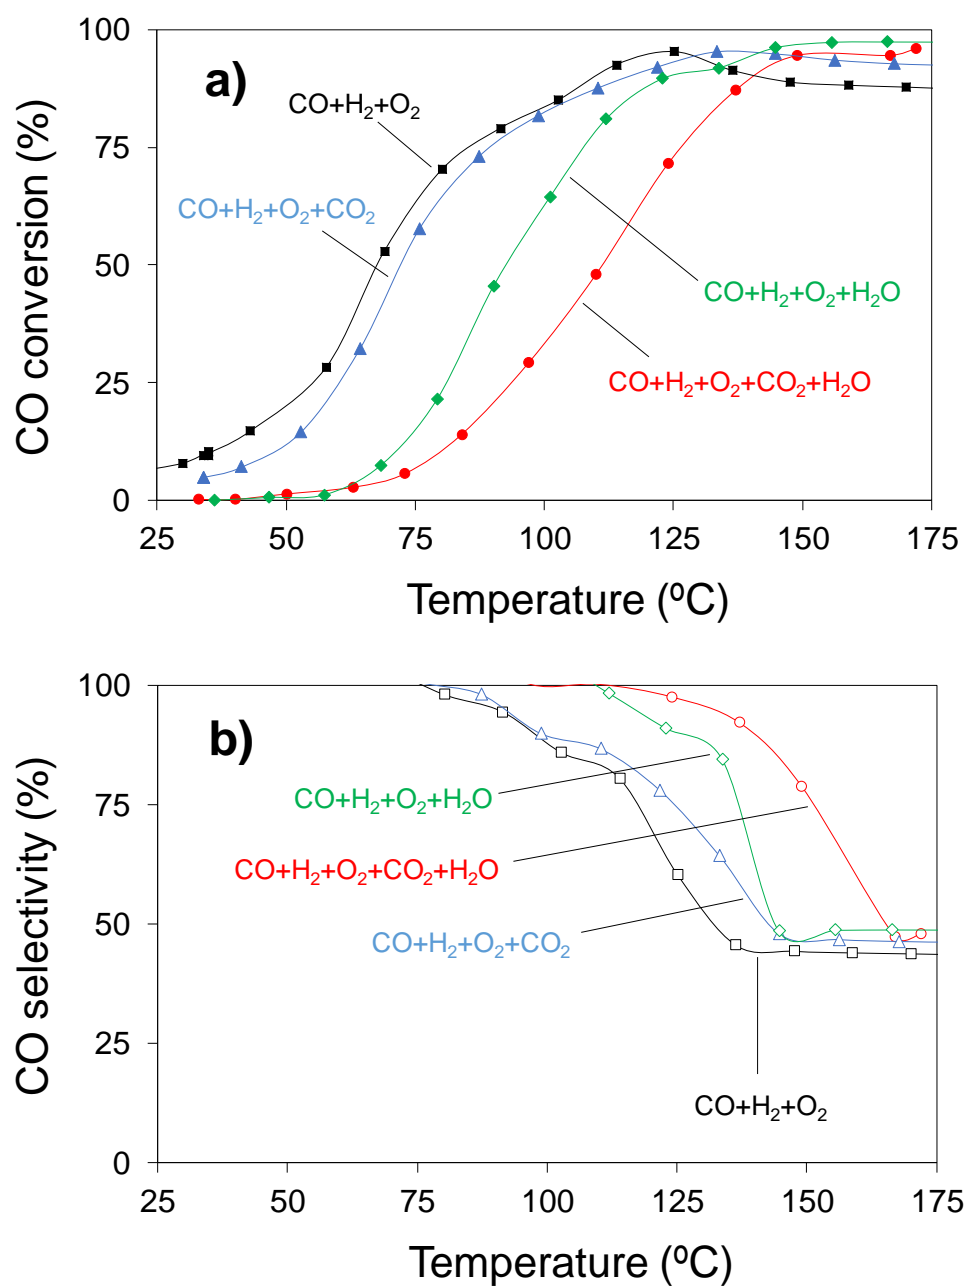 100
a)
CO+H₂+O₂
75
CO+H₂+O₂+CO₂
CO conversion (%)
50
CO+H₂+O₂+H₂O
CO+H₂+O₂+CO₂+H₂O
25
0
25 50 75 100 125 150 175
Temperature (ºC)
100
b)
CO+H₂+O₂+H₂O
75
CO+H₂+O₂+CO₂+H₂O
CO selectivity (%)
50
CO+H₂+O₂+CO₂
25
CO+H₂+O₂
0
25 50 75 100 125 150 175
Temperature (ºC)